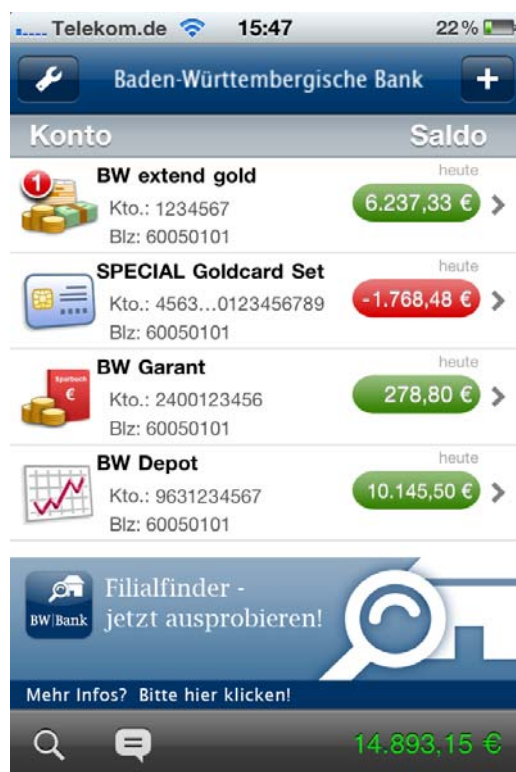 Telekom.de 15:47 22 %
Baden-Württembergische Bank +
Konto Saldo
1
BW extend gold heute
Kto.: 1234567 6.237,33 €
Blz: 60050101
SPECIAL Goldcard Set heute
Kto.: 4563...0123456789 -1.768,48 €
Blz: 60050101
Sparbuch
€
BW Garant heute
Kto.: 2400123456 278,80 €
Blz: 60050101
BW Depot heute
Kto.: 9631234567 10.145,50 €
Blz: 60050101
Filialfinder -
jetzt ausprobieren!
BW|Bank
Mehr Infos? Bitte hier klicken!
14.893,15 €